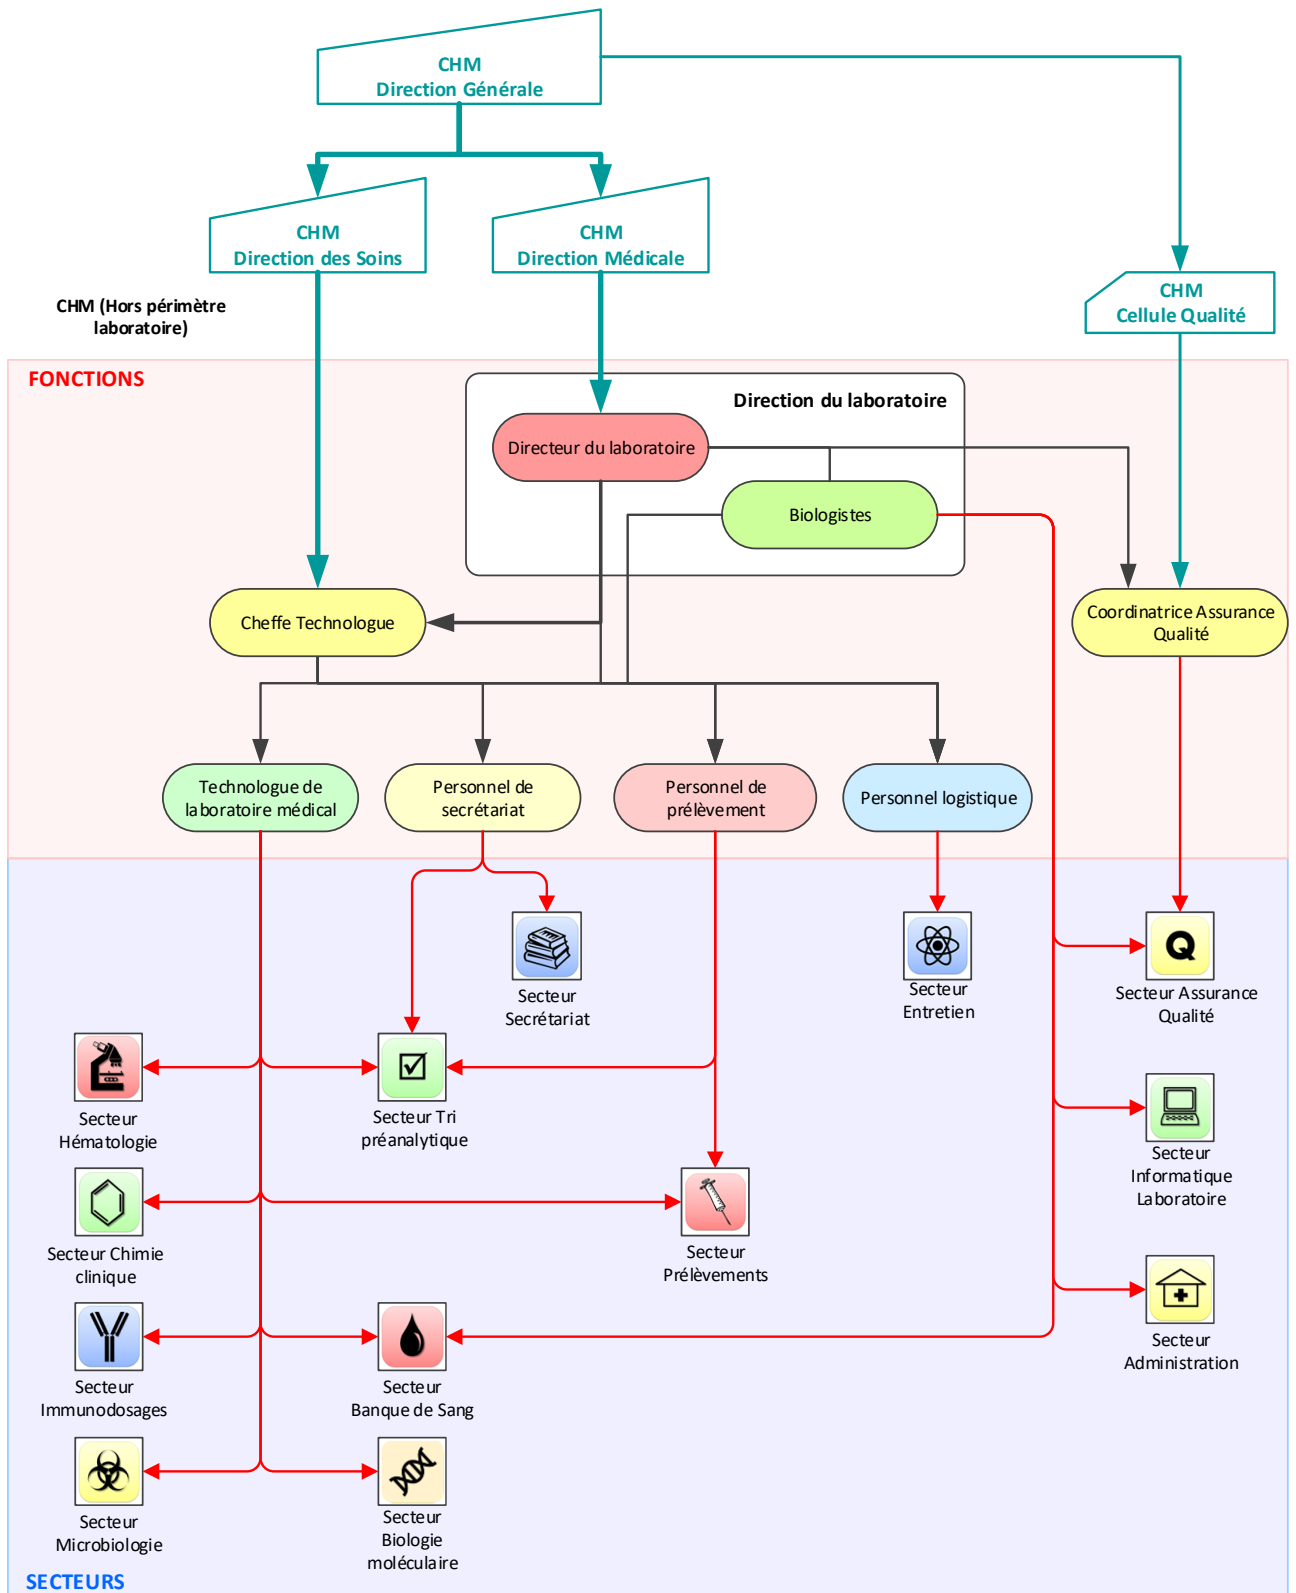 CHM
Direction Générale
CHM
Direction des Soins
CHM
Direction Médicale
CHM
Cellule Qualité
CHM (Hors périmètre
laboratoire)
FONCTIONS
Direction du laboratoire
Directeur du laboratoire
Biologistes
Cheffe Technologue
Coordinatrice Assurance
Qualité
Technologue de
laboratoire médical
Personnel de
secrétariat
Personnel de
prélèvement
Personnel logistique
Secteur
Secrétariat
Secteur
Entretien
Q
Secteur Assurance
Qualité
Secteur
Hématologie
Secteur Tri
préanalytique
Secteur
Informatique
Laboratoire
Secteur Chimie
clinique
Secteur
Prélèvements
Secteur
Administration
Secteur
Immunodosages
Secteur
Banque de Sang
Secteur
Microbiologie
Secteur
Biologie
moléculaire
SECTEURS